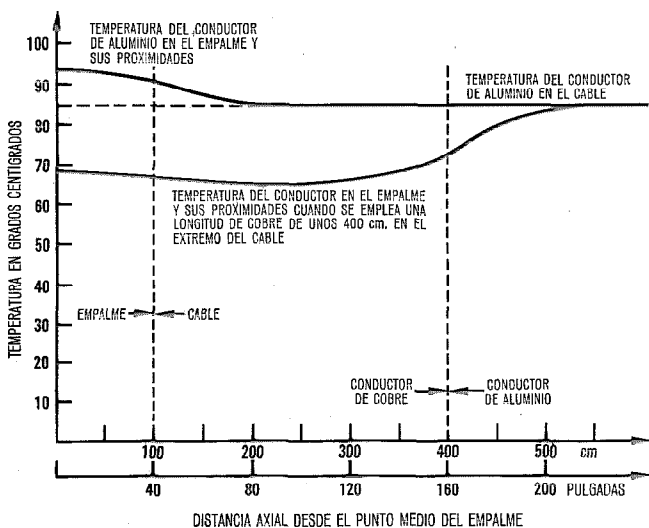 TEMPERATURA DEL CONDUCTOR
DE ALUMINIO EN EL EMPALME Y
SUS PROXIMIDADES
TEMPERATURA DEL CONDUCTOR
DE ALUMINIO EN EL CABLE
TEMPERATURA DEL CONDUCTOR EN EL EMPALME
Y SUS PROXIMIDADES CUANDO SE EMPLEA UNA
LONGITUD DE COBRE DE UNOS 400 cm. EN EL
EXTREMO DEL CABLE
TEMPERATURA EN GRADOS CENTIGRADOS
100
90
80
70
60
50
40
30
20
10
EMPALME CABLE
CONDUCTOR CONDUCTOR
DE COBRE DE ALUMINIO
100 200 300 400 500 cm
40 80 120 160 200 PULGADAS
DISTANCIA AXIAL DESDE EL PUNTO MEDIO DEL EMPALME